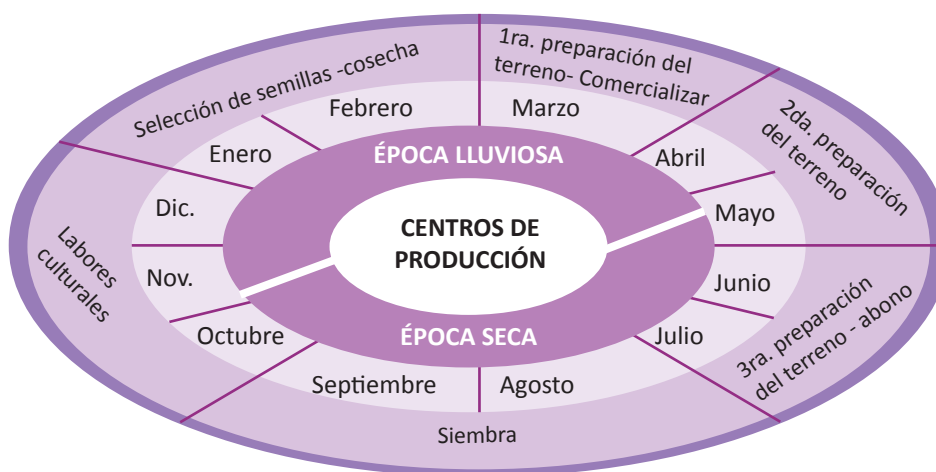 Selección de semillas -cosecha
1ra. preparación del
terreno- Comercializar
2da. preparación
del terreno
3ra. preparación
del terreno - abono
Siembra
Labores
culturales
Enero
Febrero
Marzo
Abril
Mayo
Junio
Julio
Agosto
Septiembre
Octubre
Nov.
Dic.
ÉPOCA LLUVIOSA
CENTROS DE
PRODUCCIÓN
ÉPOCA SECA